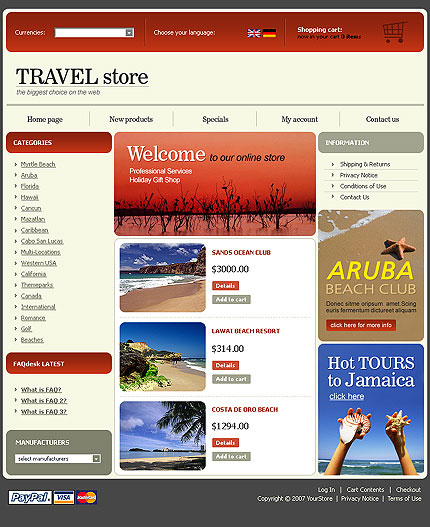 Currencies:
Choose your language:
Shopping cart:
now in your cart 0 items
TRAVEL store
the biggest choice on the web
Home page
New products
Specials
My account
Contact us
CATEGORIES
Myrtle Beach
Aruba
Florida
Hawaii
Cancun
Mazatlan
Caribbean
Cabo San Lucas
Multi-Locations
Western USA
California
Themeparks
Canada
International
Romance
Golf
Beaches
FAQdesk LATEST
What is FAQ?
What is FAQ 2?
What is FAQ 3?
MANUFACTURERS
select manufacturers
Welcome to our online store
Professional Services
Holiday Gift Shop
SANDS OCEAN CLUB
$3000.00
Details
Add to cart
LAWAI BEACH RESORT
$314.00
Details
Add to cart
COSTA DE ORO BEACH
$1294.00
Details
Add to cart
INFORMATION
Shipping & Returns
Privacy Notice
Conditions of Use
Contact Us
ARUBA
BEACH CLUB
Donec sitme oripsum amet.Scing
euris fermentum dictureet aliquam
click here for more info
Hot TOURS
to Jamaica
click here
PayPal VISA MasterCard
Log In | Cart Contents | Checkout
Copyright © 2007 YourStore | Privacy Notice | Terms of Use